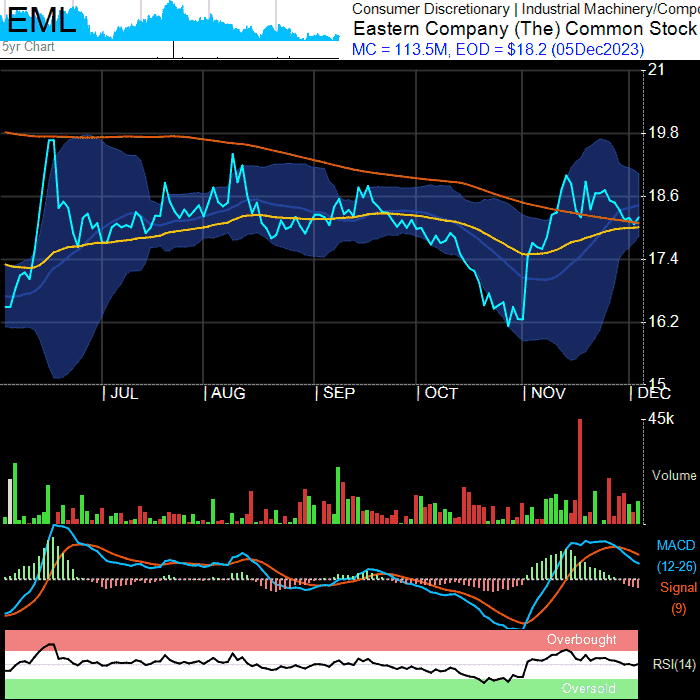 EML
5yr Chart
Consumer Discretionary | Industrial Machinery/Compo
Eastern Company (The) Common Stock
MC = 113.5M, EOD = $18.2 (05Dec2023)
21
19.8
18.6
17.4
16.2
15
JUL AUG SEP OCT NOV DEC
45k
Volume
MACD
(12-26)
Signal
(9)
Overbought
RSI(14)
Oversold